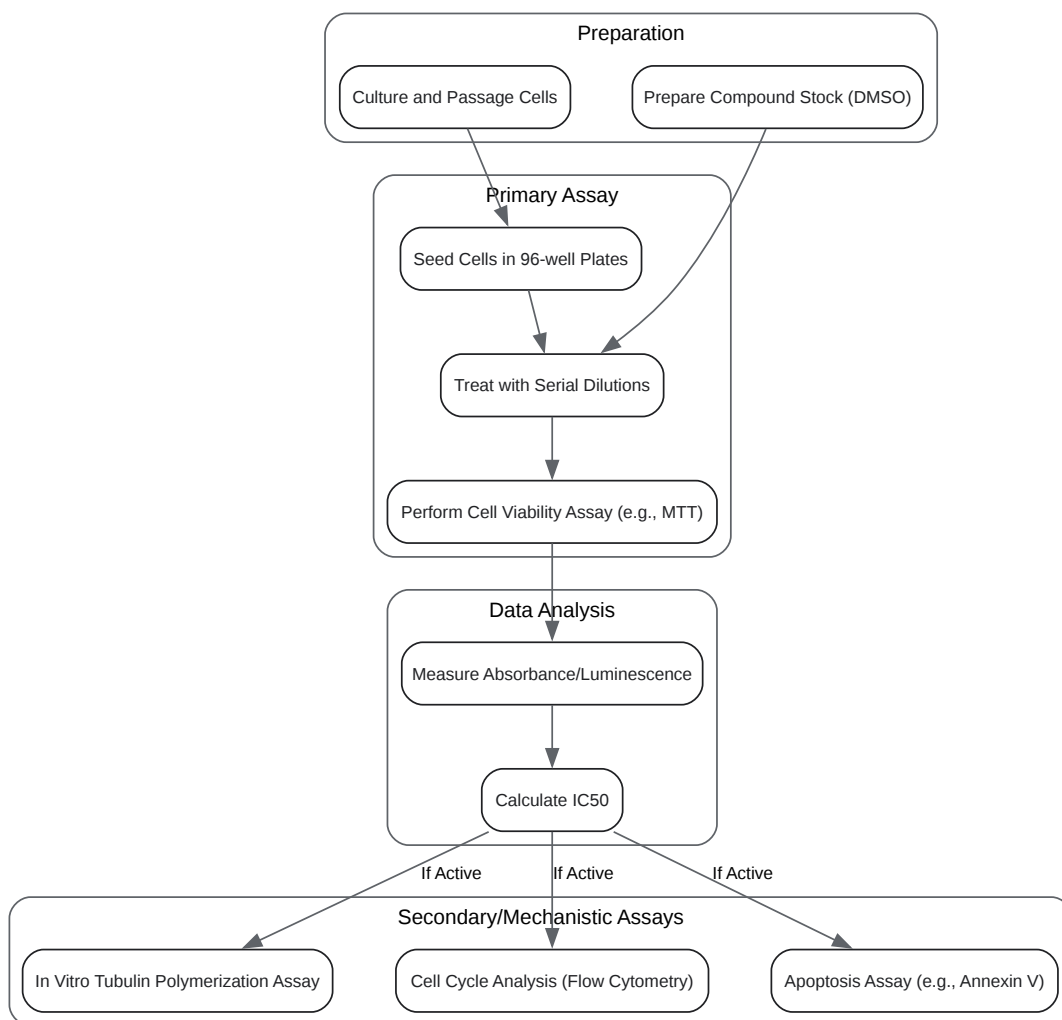 Preparation
Culture and Passage Cells
Prepare Compound Stock (DMSO)
Primary Assay
Seed Cells in 96-well Plates
Treat with Serial Dilutions
Perform Cell Viability Assay (e.g., MTT)
Data Analysis
Measure Absorbance/Luminescence
Calculate IC50
If Active
If Active
If Active
Secondary/Mechanistic Assays
In Vitro Tubulin Polymerization Assay
Cell Cycle Analysis (Flow Cytometry)
Apoptosis Assay (e.g., Annexin V)